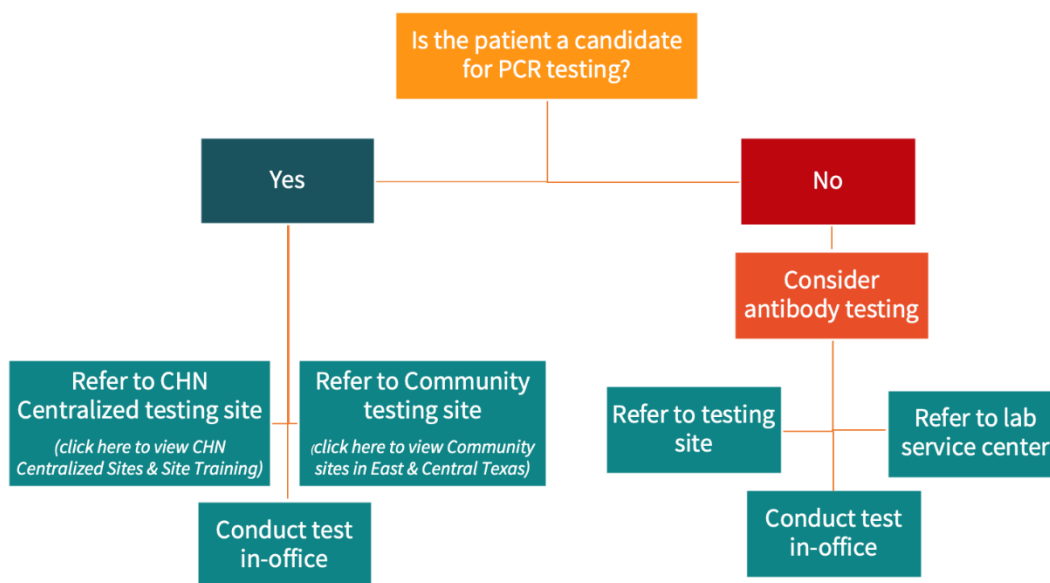 Is the patient a candidate
for PCR testing?
Yes
No
Consider
antibody testing
Refer to CHN
Centralized testing site
(click here to view CHN
Centralized Sites & Site Training)
Refer to Community
testing site
(click here to view Community
sites in East & Central Texas)
Conduct test
in-office
Refer to testing
site
Refer to lab
service center
Conduct test
in-office